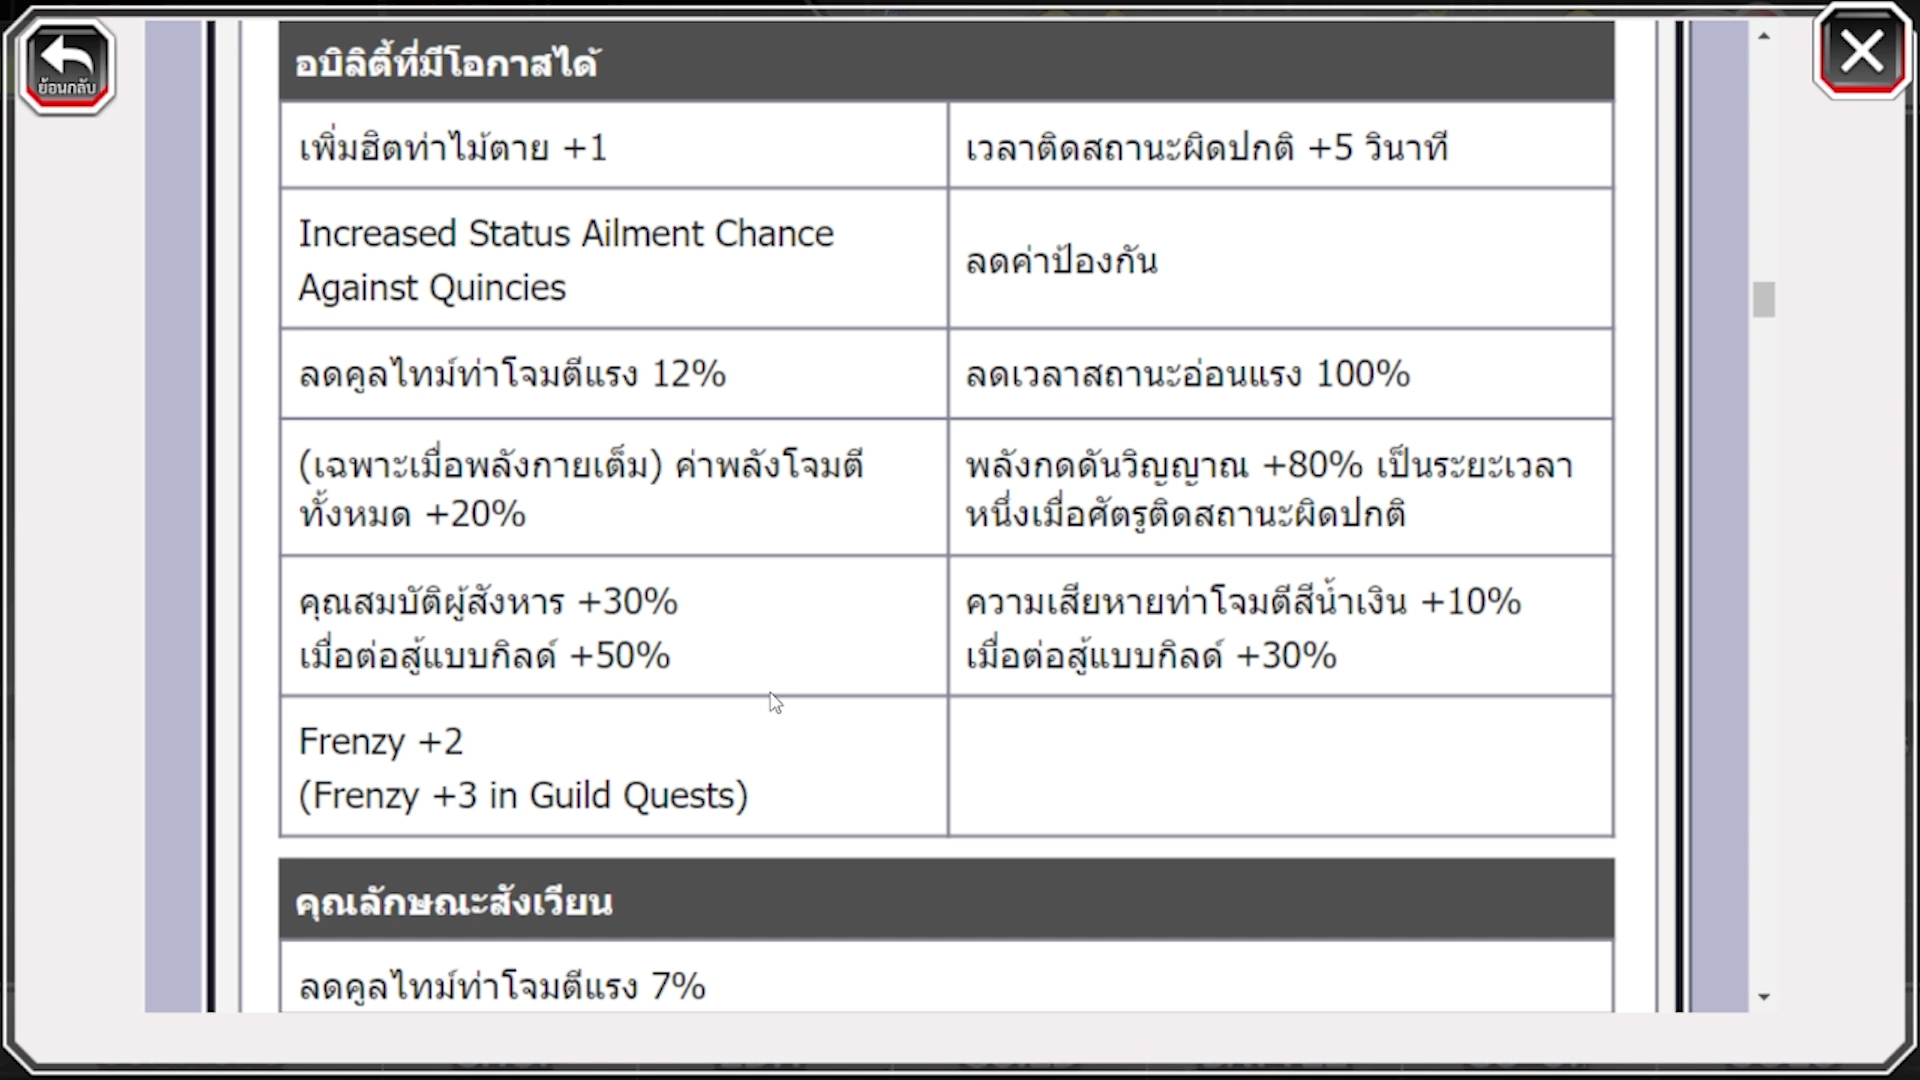 ย้อนกลับ
อบิลิตี้ที่มีโอกาสได้
เพิ่มฮิตท่าไม้ตาย +1
เวลาติดสถานะผิดปกติ +5 วินาที
Increased Status Ailment Chance
Against Quincies
ลดค่าป้องกัน
ลดคูลไทม์ท่าโจมตีแรง 12%
ลดเวลาสถานะอ่อนแรง 100%
(เฉพาะเมื่อพลังกายเต็ม) ค่าพลังโจมตี
ทั้งหมด +20%
พลังกดดันวิญญาณ +80% เป็นระยะเวลา
หนึ่งเมื่อศัตรูติดสถานะผิดปกติ
คุณสมบัติผู้สังหาร +30%
เมื่อต่อสู้แบบกิลด์ +50%
ความเสียหายท่าโจมตีสีน้ำเงิน +10%
เมื่อต่อสู้แบบกิลด์ +30%
Frenzy +2
(Frenzy +3 in Guild Quests)
คุณลักษณะสังเวียน
ลดคูลไทม์ท่าโจมตีแรง 7%